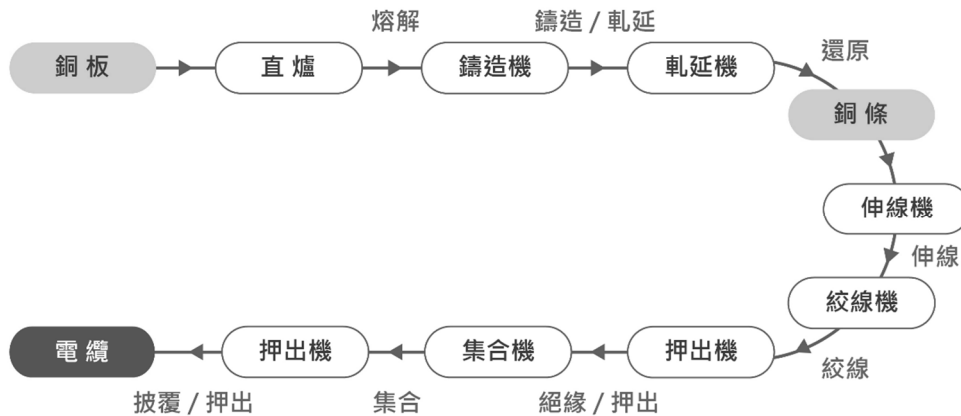 熔解
鑄造 / 軋延
銅板
直爐
鑄造機
軋延機
還原
銅條
伸線機
伸線
絞線機
絞線
電纜
押出機
集合機
押出機
披覆 / 押出
集合
絕緣 / 押出